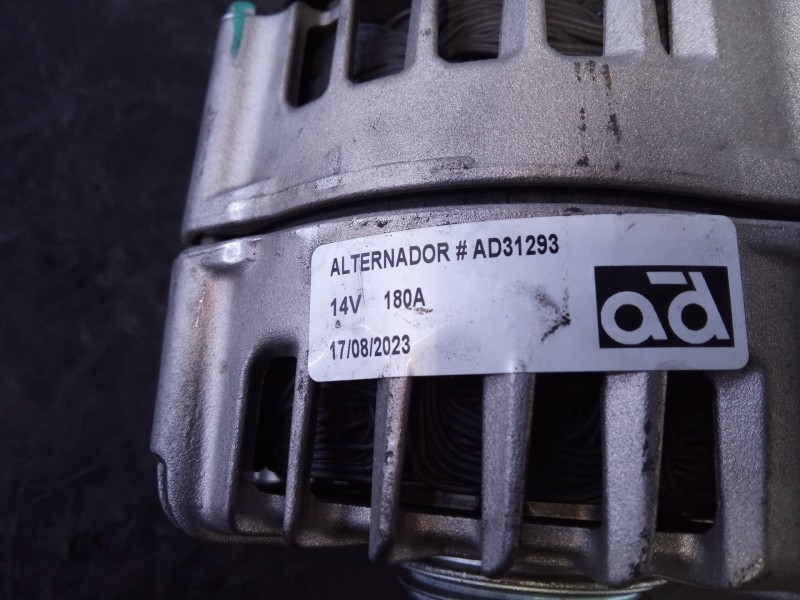 ALTERNADOR # AD31293
14V 180A
17/08/2023
ad